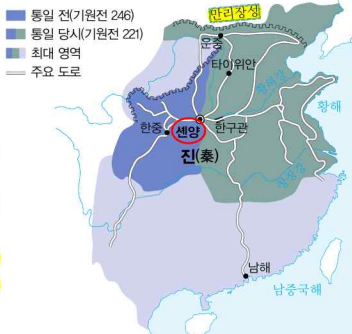 통일 전(기원전 246)
통일 당시(기원전 221)
최대 영역
주요 도로
만리장성
운중
타이위안
황허강
황해
한중
셴양
한구관
진(秦)
창장강
남해
남중국해